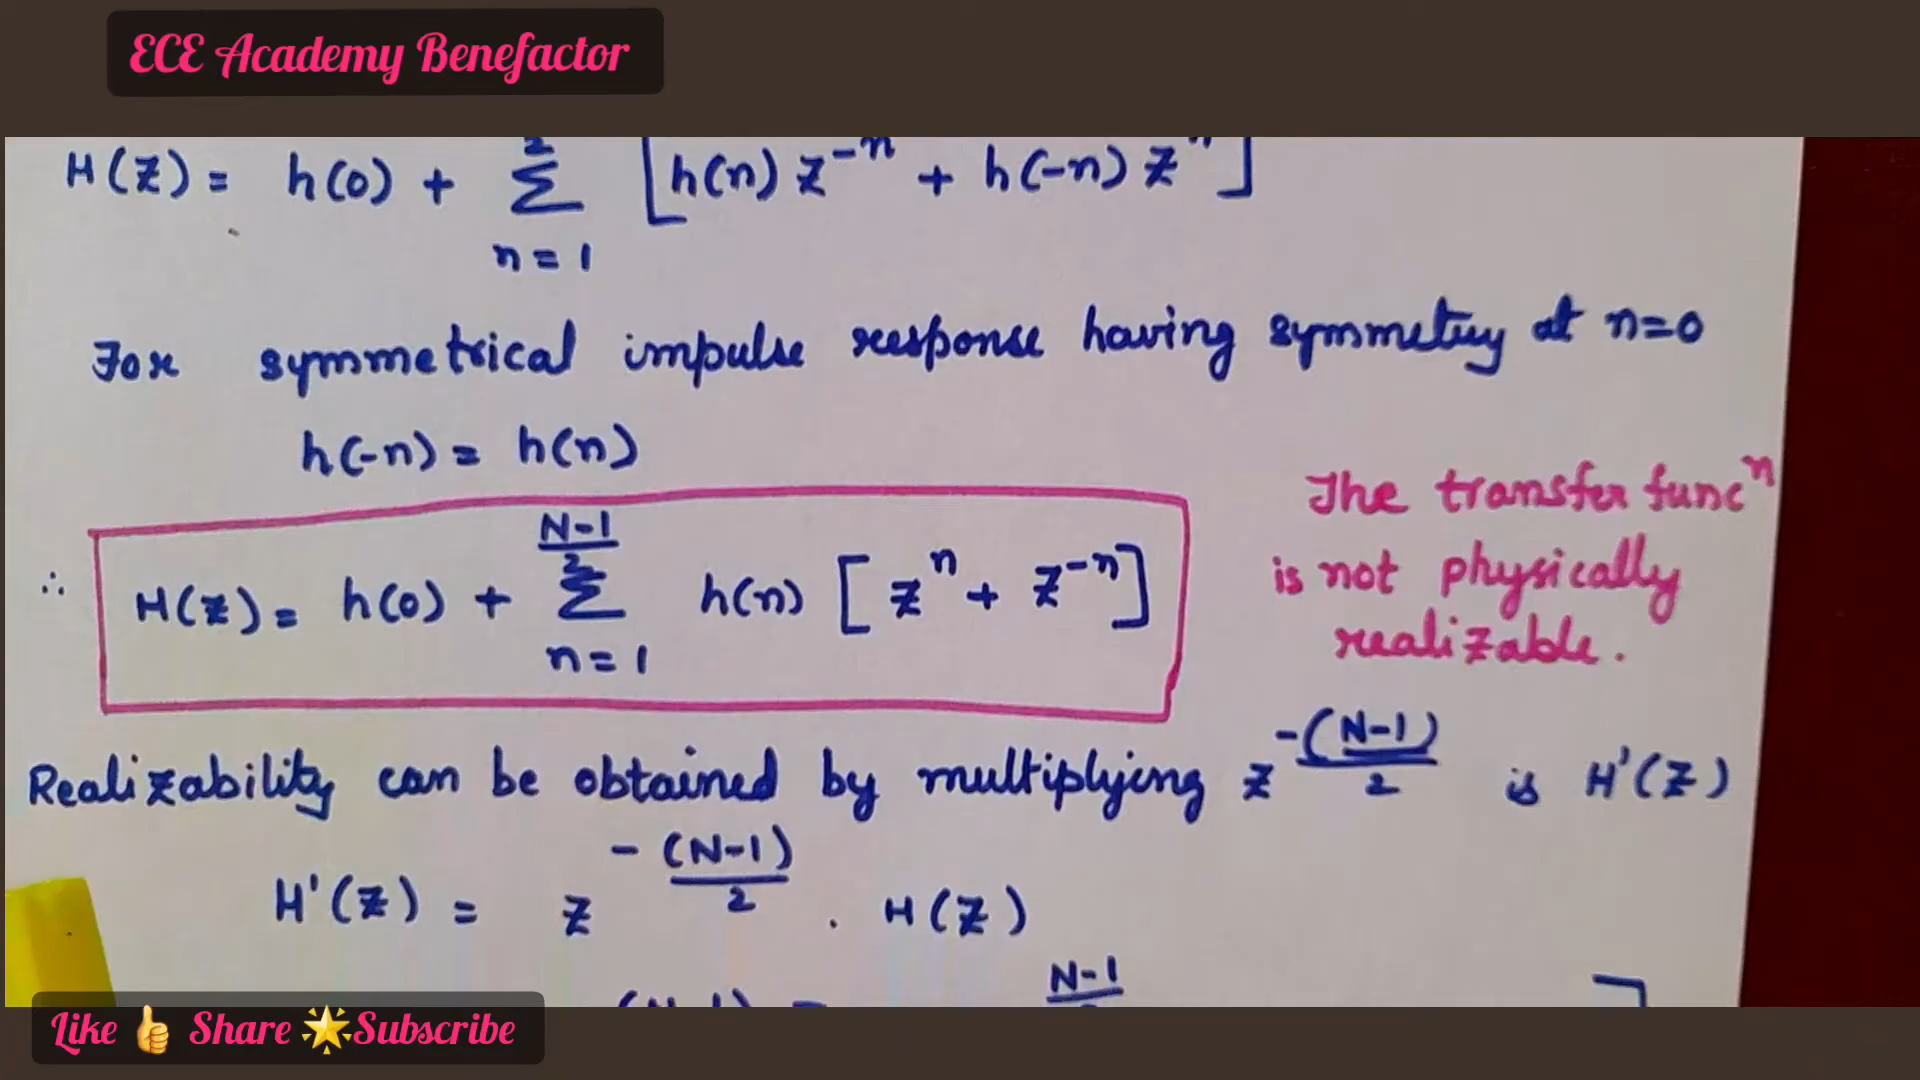 ECE Academy Benefactor
H(Z) = h(0) + Σ [h(n) z^-n + h(-n) z^n]
n = 1
For symmetrical impulse response having symmetry at n=0
h(-n) = h(n)
The transfer func^n
is not physically
realizable.
N-1
2
∴ H(z) = h(0) + Σ h(n) [z^n + z^-n]
n = 1
Realizability can be obtained by multiplying z^-(N-1)/2 is H'(Z)
H'(Z) = z^-(N-1)/2 . H(Z)
N-1
Like 👍 Share 🌟Subscribe